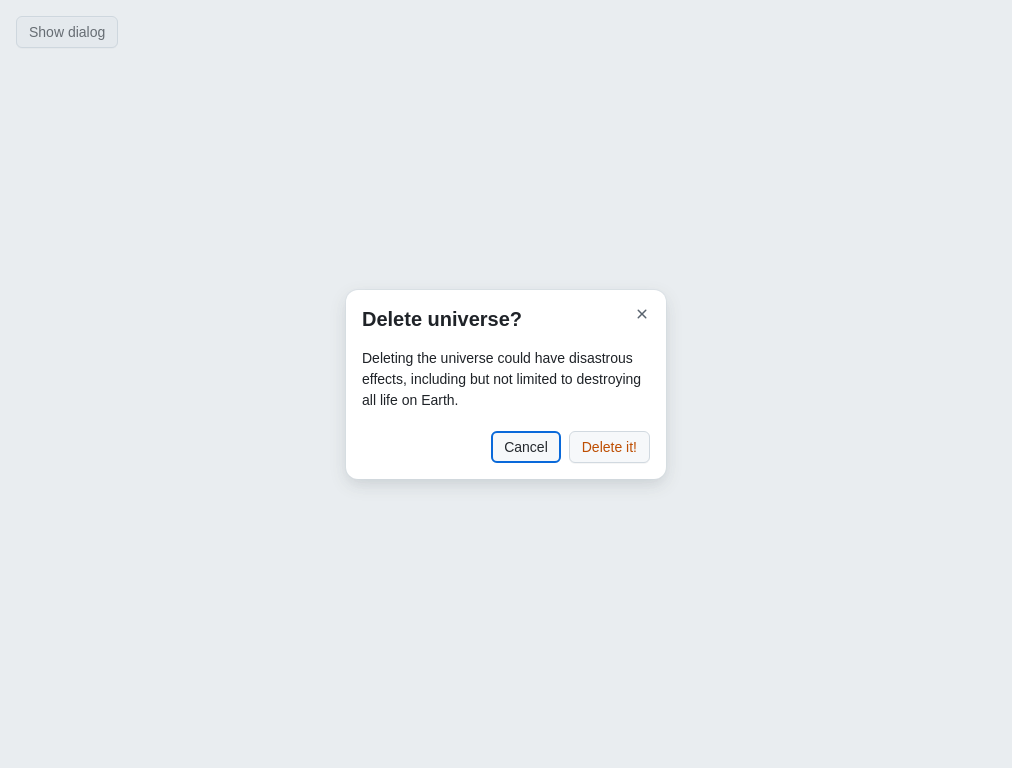 Show dialog
Delete universe?
Deleting the universe could have disastrous
effects, including but not limited to destroying
all life on Earth.
Cancel Delete it!